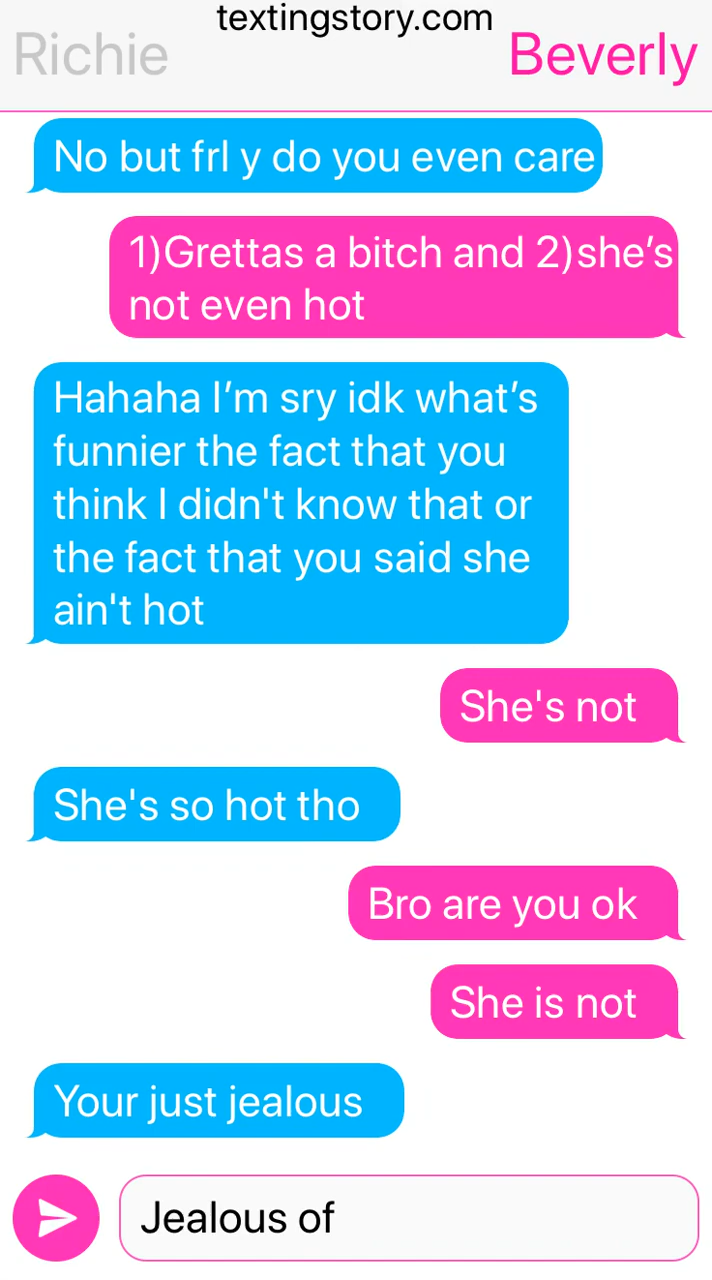 textingstory.com
Richie Beverly
No but frl y do you even care
1)Grettas a bitch and 2)she’s
not even hot
Hahaha I’m sry idk what’s
funnier the fact that you
think I didn't know that or
the fact that you said she
ain't hot
She's not
She's so hot tho
Bro are you ok
She is not
Your just jealous
Jealous of